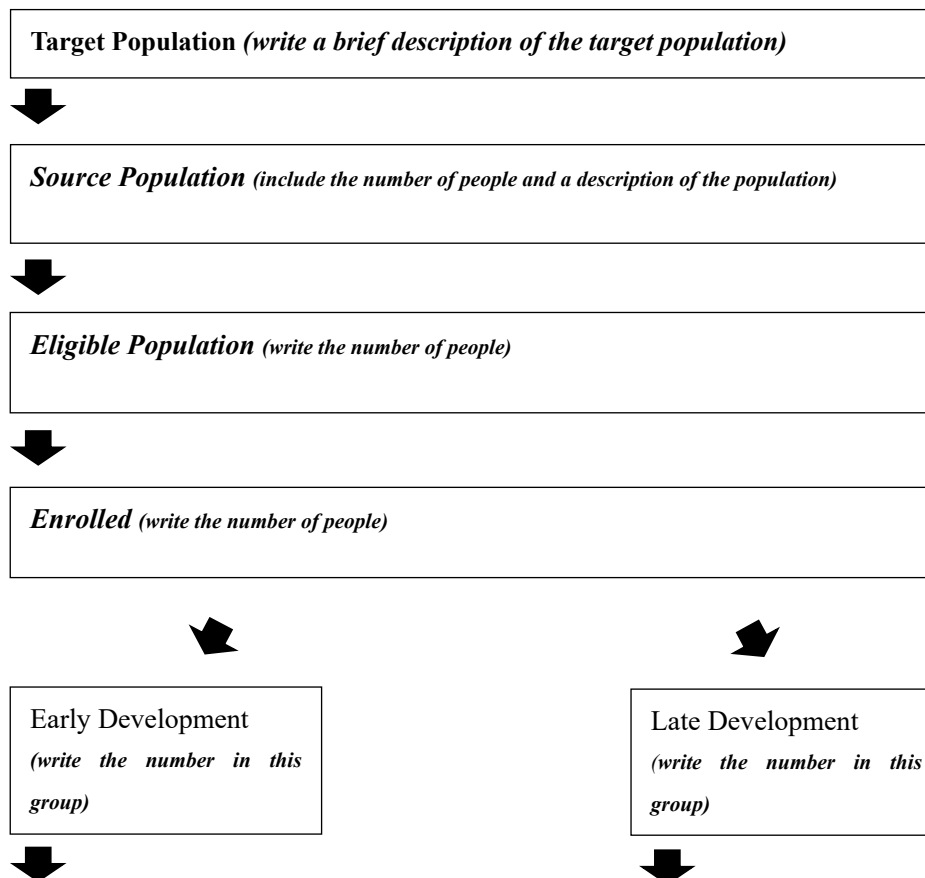 Target Population (write a brief description of the target population)
Source Population (include the number of people and a description of the population)
Eligible Population (write the number of people)
Enrolled (write the number of people)
Early Development
(write the number in this
group)
Late Development
(write the number in this
group)